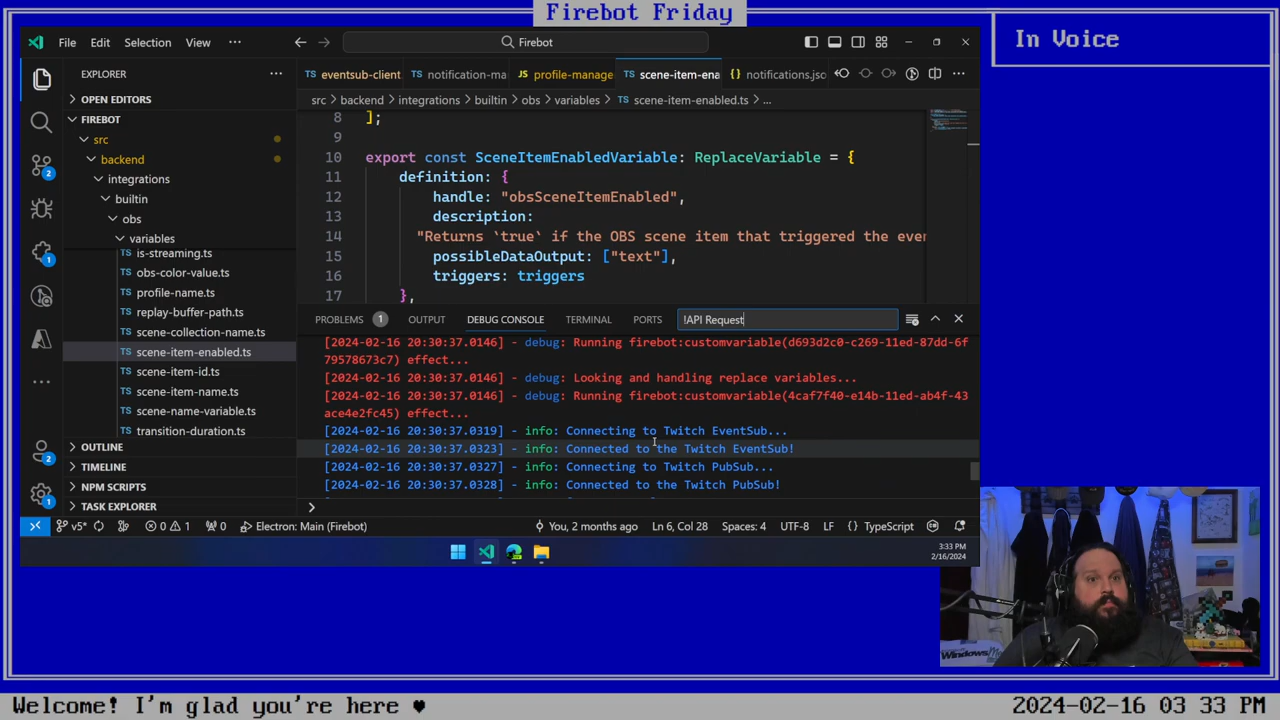 Firebot Friday
In Voice
File Edit Selection View ... Firebot
EXPLORER
OPEN EDITORS
FIREBOT
src
backend
integrations
builtin
obs
variables
is-streaming.ts
obs-color-value.ts
profile-name.ts
replay-buffer-path.ts
scene-collection-name.ts
scene-item-enabled.ts
scene-item-id.ts
scene-item-name.ts
scene-name-variable.ts
transition-duration.ts
OUTLINE
TIMELINE
NPM SCRIPTS
TASK EXPLORER
eventsub-client notification-ma JS profile-manage TS scene-item-ena {} notifications.jso
src > backend > integrations > builtin > obs > variables > TS scene-item-enabled.ts > ...
8 ];
9
10 export const SceneItemEnabledVariable: ReplaceVariable = {
11 definition: {
12 handle: "obsSceneItemEnabled",
13 description:
14 "Returns `true` if the OBS scene item that triggered the even
15 possibleDataOutput: ["text"],
16 triggers: triggers
17 },
PROBLEMS 1 OUTPUT DEBUG CONSOLE TERMINAL PORTS !API Request
[2024-02-16 20:30:37.0146] - debug: Running firebot:customvariable(d693d2c0-c269-11ed-87dd-6f
79578673c7) effect...
[2024-02-16 20:30:37.0146] - debug: Looking and handling replace variables...
[2024-02-16 20:30:37.0146] - debug: Running firebot:customvariable(4caf7f40-e14b-11ed-ab4f-43
ace4e2fc45) effect...
[2024-02-16 20:30:37.0319] - info: Connecting to Twitch EventSub...
[2024-02-16 20:30:37.0323] - info: Connected to the Twitch EventSub!
[2024-02-16 20:30:37.0327] - info: Connecting to Twitch PubSub...
[2024-02-16 20:30:37.0328] - info: Connected to the Twitch PubSub!
v5* 0 1 0 Electron: Main (Firebot) You, 2 months ago Ln 6, Col 28 Spaces: 4 UTF-8 LF {} TypeScript
3:33 PM
2/16/2024
Welcome! I'm glad you're here ♥ 2024-02-16 03 33 PM